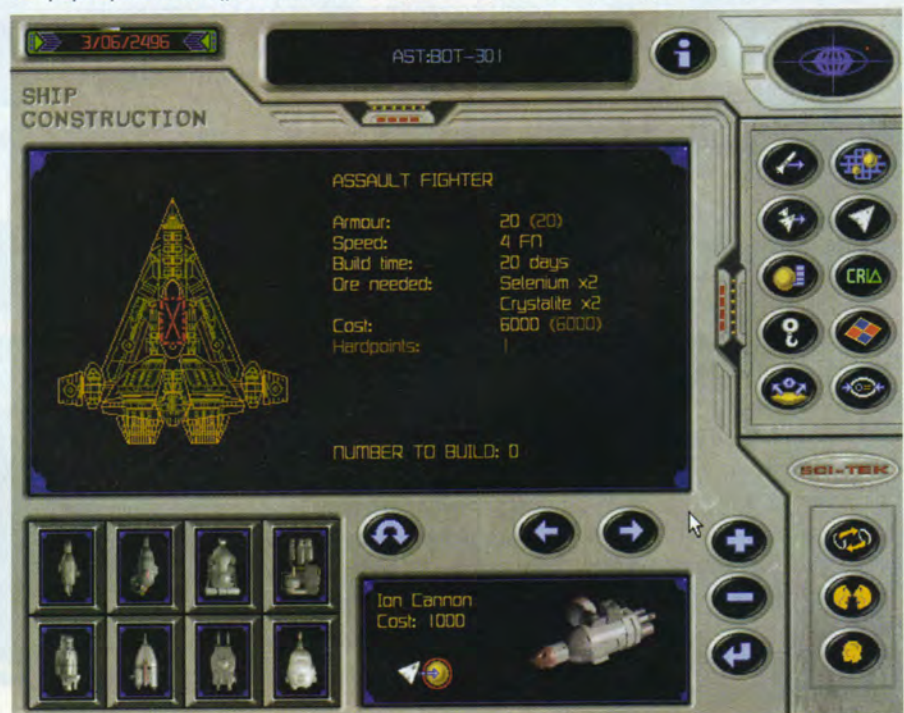 3/06/2496
AST:BOT-301
SHIP
CONSTRUCTION
ASSAULT FIGHTER
Armour: 20 (20)
Speed: 4 FN
Build time: 20 days
Ore needed: Selenium x2
Crystalite x2
Cost: 6000 (6000)
Hardpoints: 1
NUMBER TO BUILD: 0
CRIA
SCI-TEK
Ion Cannon
Cost: 1000